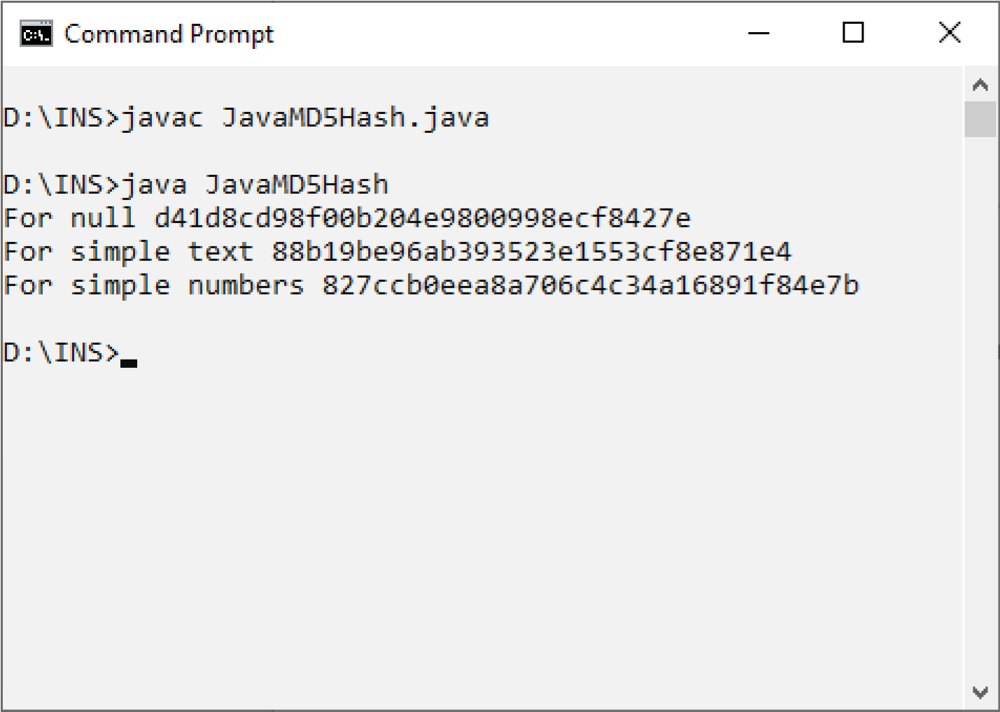 Command Prompt
D:\INS>javac JavaMD5Hash.java
D:\INS>java JavaMD5Hash
For null d41d8cd98f00b204e9800998ecf8427e
For simple text 88b19be96ab393523e1553cf8e871e4
For simple numbers 827ccb0eea8a706c4c34a16891f84e7b
D:\INS>